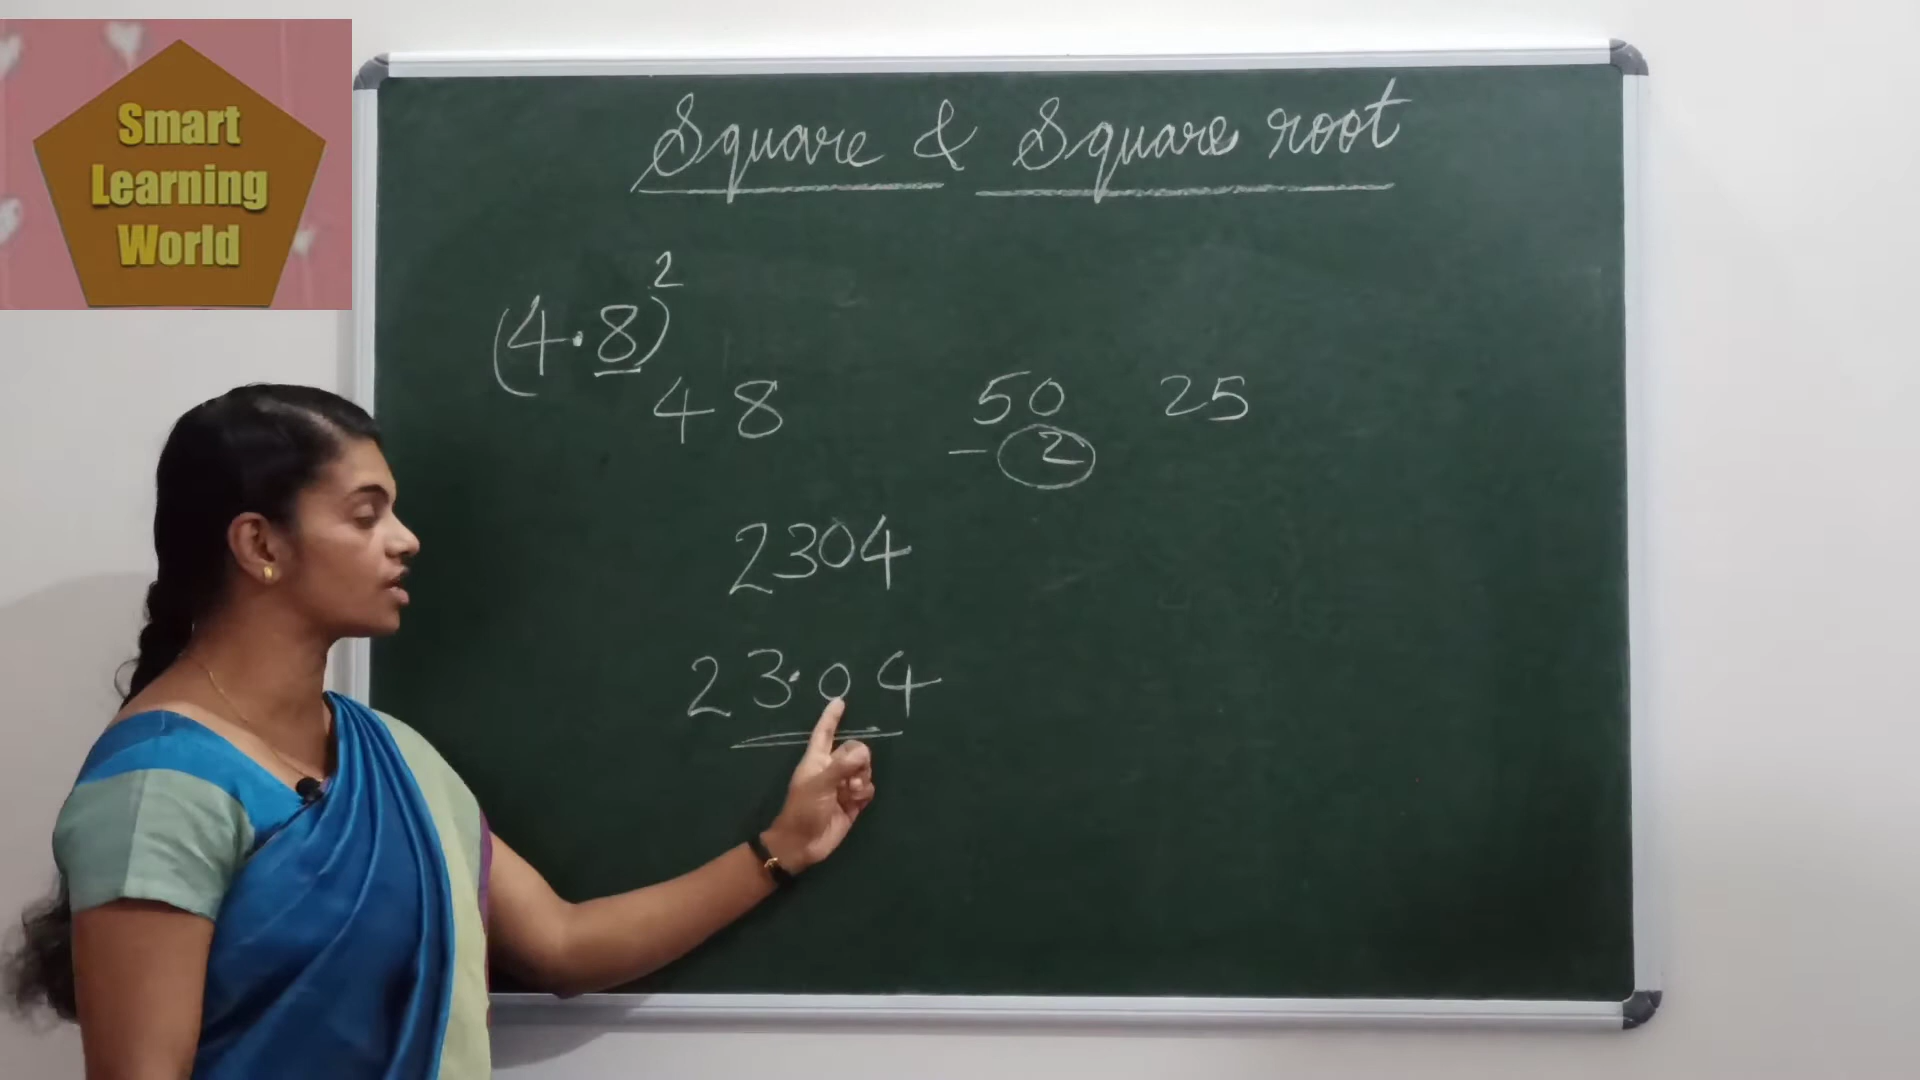 Smart
Learning
World
Square & Square root
(4·8)²
48
50 25
- 2
2304
23·04